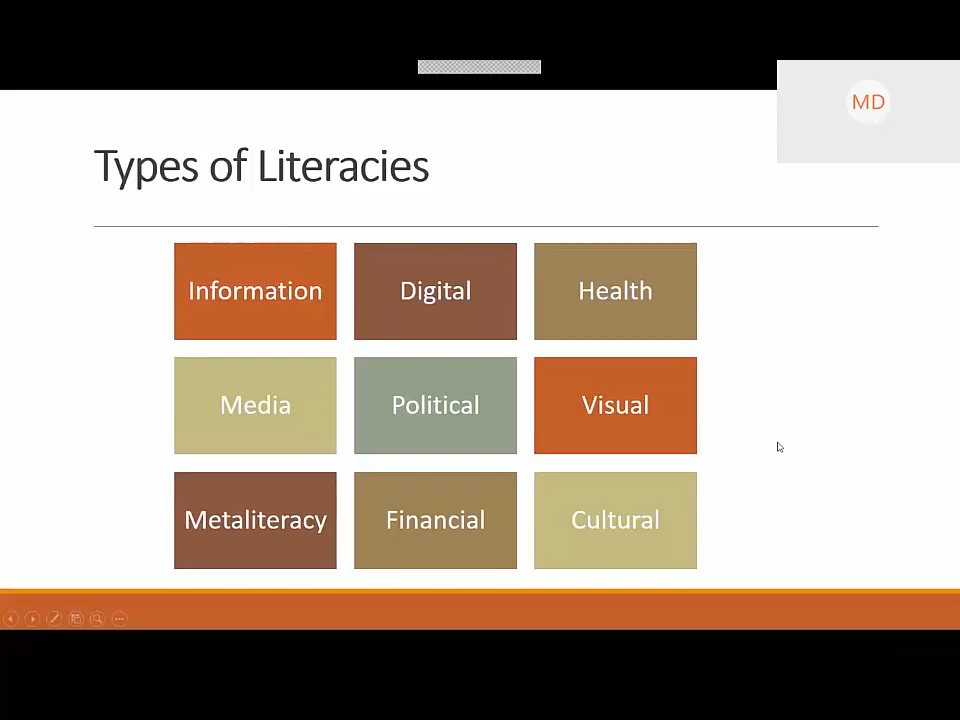 MD
Types of Literacies
Information
Digital
Health
Media
Political
Visual
Metaliteracy
Financial
Cultural